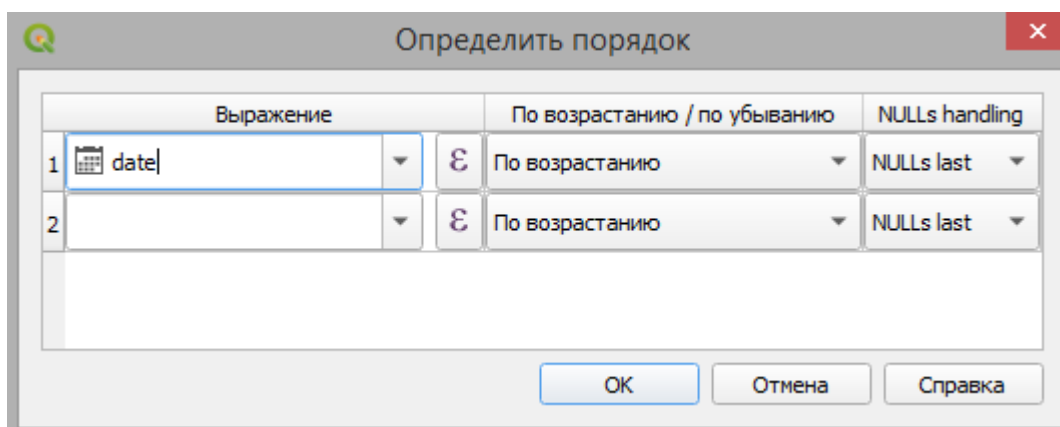 Определить порядок
Выражение По возрастанию / по убыванию NULLs handling
1 date ε По возрастанию NULLs last
2 ε По возрастанию NULLs last
OK Отмена Справка